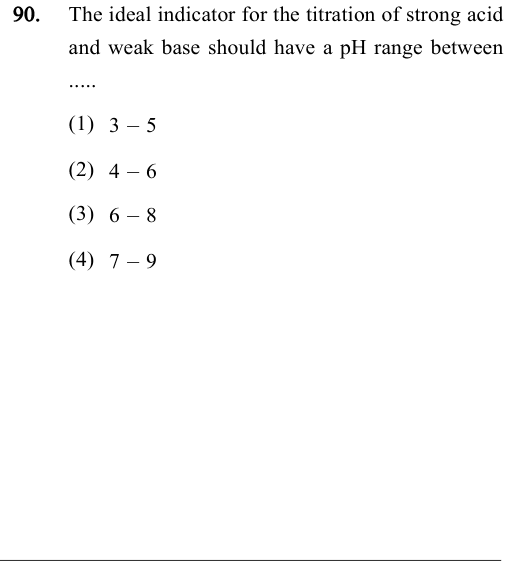 90. The ideal indicator for the titration of strong acid
and weak base should have a pH range between
.....
(1) 3 – 5
(2) 4 – 6
(3) 6 – 8
(4) 7 – 9